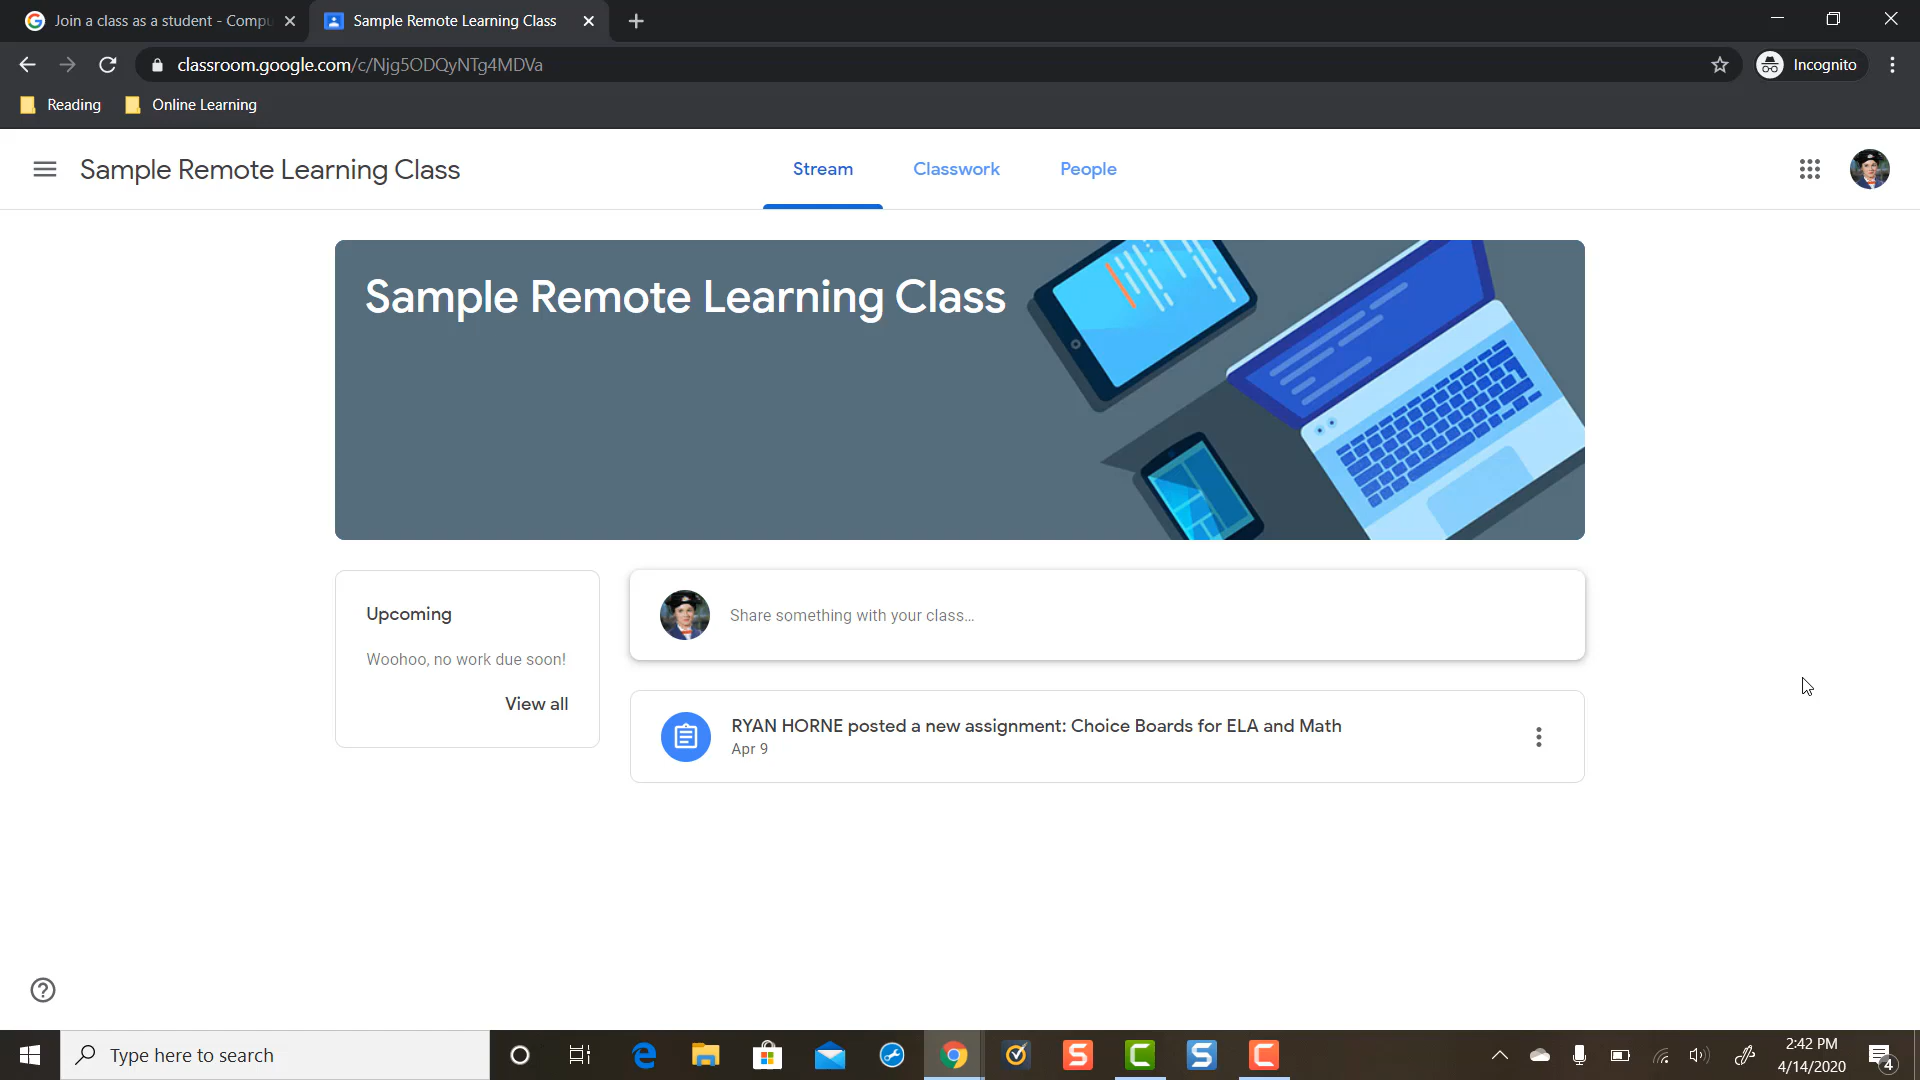 Join a class as a student - Compu
Sample Remote Learning Class
classroom.google.com/c/Njg5ODQyNTg4MDVa
Incognito
Reading
Online Learning
Sample Remote Learning Class
Stream
Classwork
People
Sample Remote Learning Class
Upcoming
Woohoo, no work due soon!
View all
Share something with your class...
RYAN HORNE posted a new assignment: Choice Boards for ELA and Math
Apr 9
Type here to search
2:42 PM
4/14/2020
4